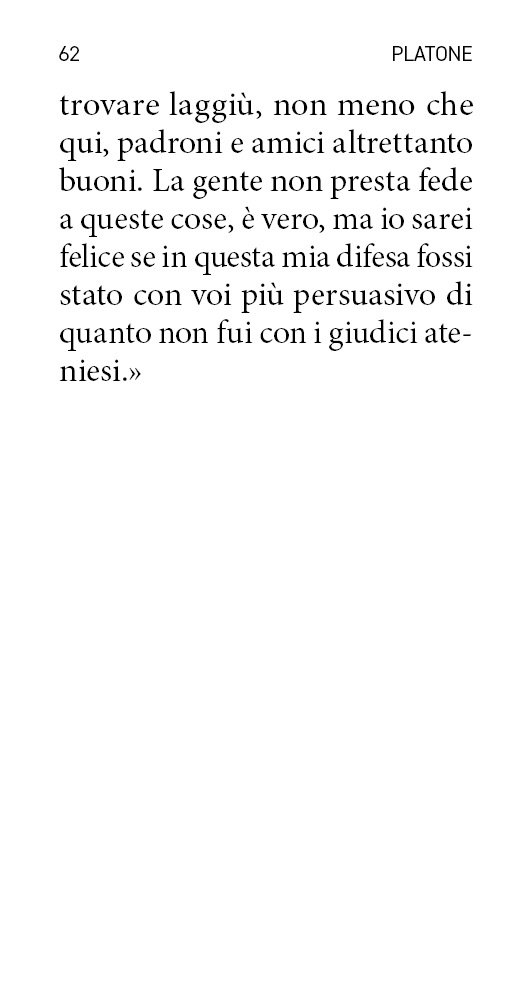 62 PLATONE
trovare laggiù, non meno che
qui, padroni e amici altrettanto
buoni. La gente non presta fede
a queste cose, è vero, ma io sarei
felice se in questa mia difesa fossi
stato con voi più persuasivo di
quanto non fui con i giudici ate-
niesi.»